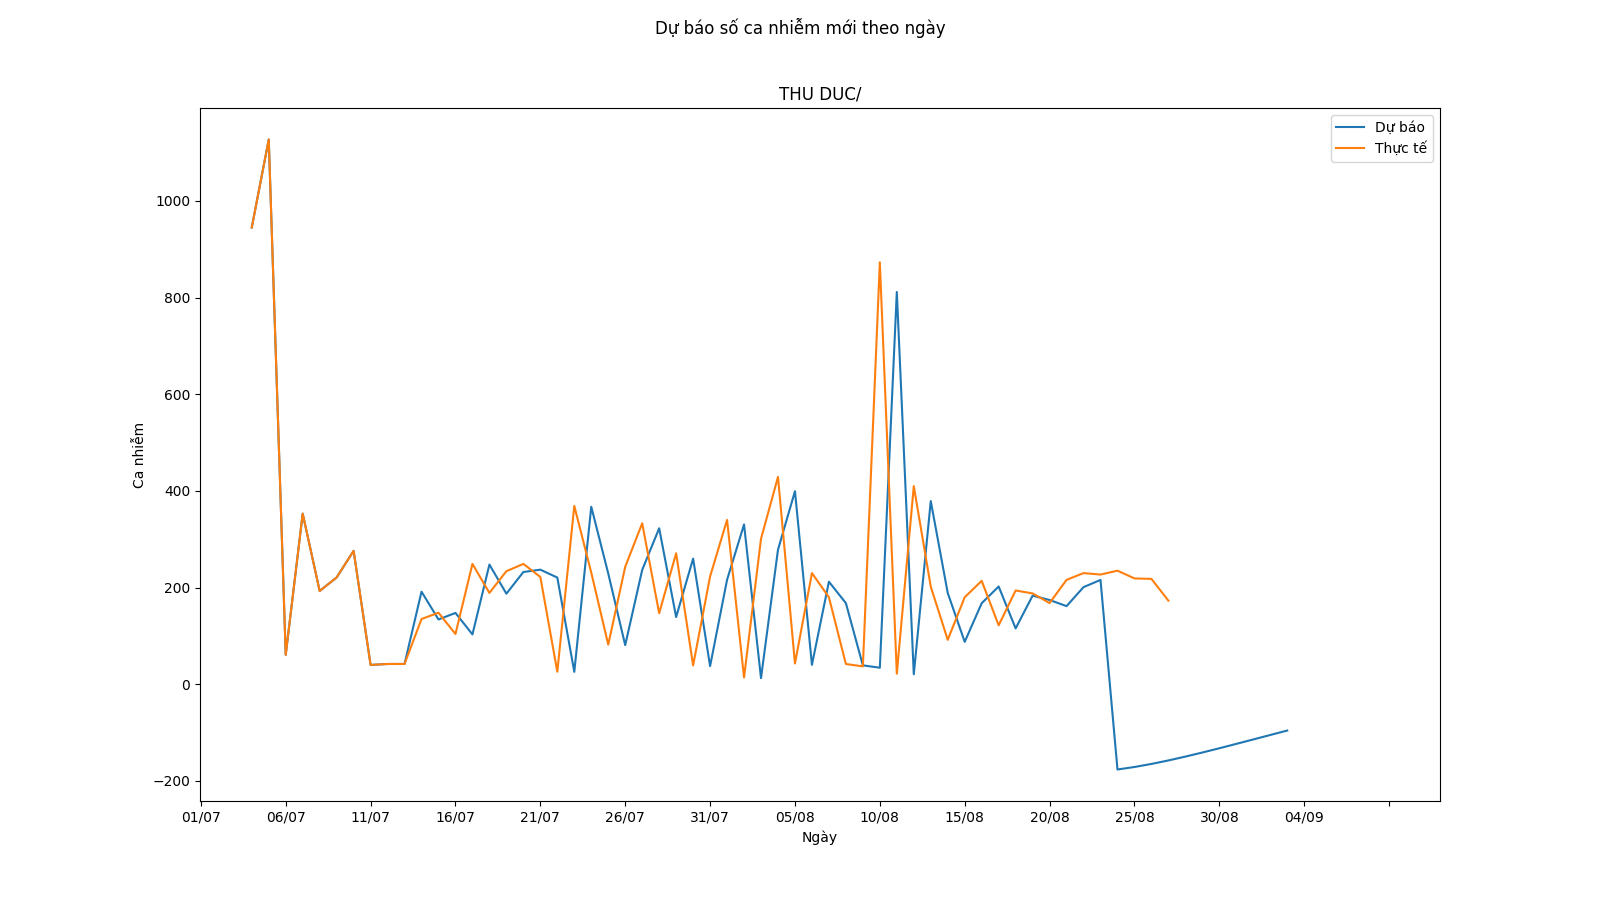 Dự báo số ca nhiễm mới theo ngày
THU DUC/
Dự báo
Thực tế
1000
800
600
400
200
0
−200
Ca nhiễm
01/07 06/07 11/07 16/07 21/07 26/07 31/07 05/08 10/08 15/08 20/08 25/08 30/08 04/09
Ngày